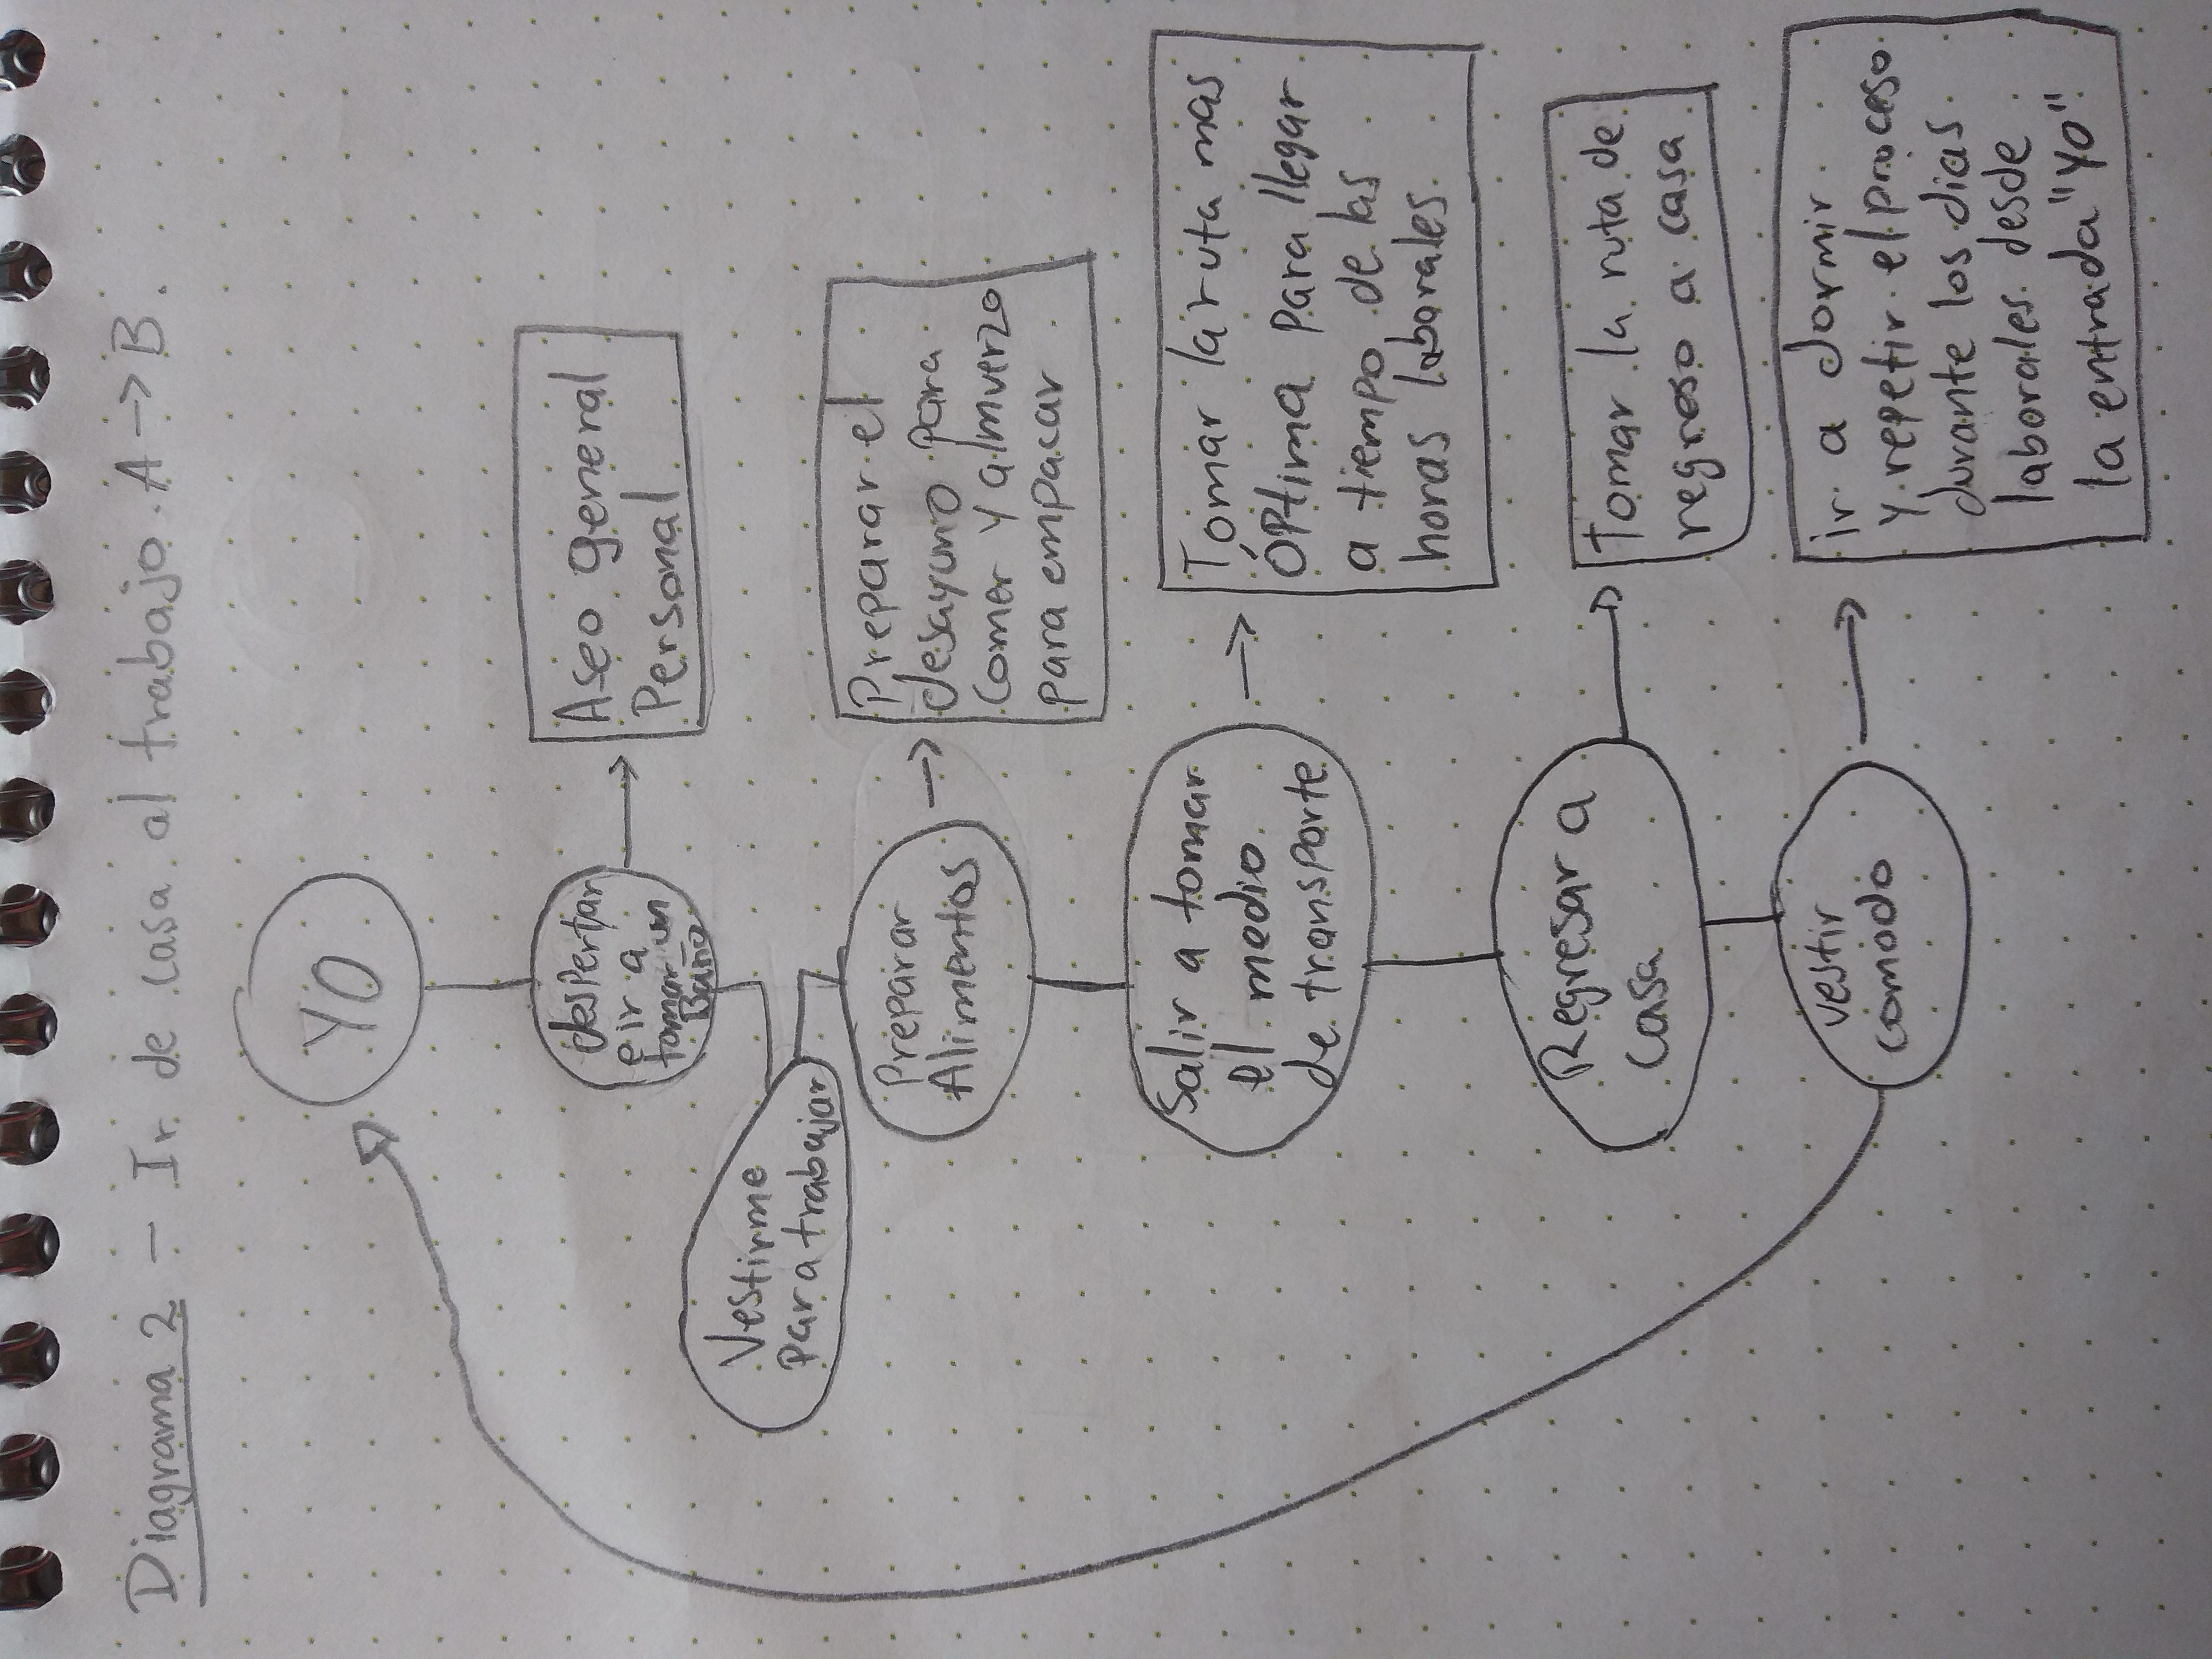 Diagrama 2 - Ir de casa al trabajo. A → B.
YO
despertar
e ir a
tomar un
Baño
Aseo general
Personal
Vestirme
para trabajar
Preparar
Alimentos
Preparar el
desayuno para
comer y almuerzo
para empacar
Salir a tomar
el medio
de transporte
Tomar la ruta mas
Óptima para llegar
a tiempo de las
horas laborales.
Regresar a
casa
Tomar la ruta de
regreso a casa
vestir
comodo
ir a dormir
y repetir el proceso
durante los dias
laborales desde
la entrada "YO"